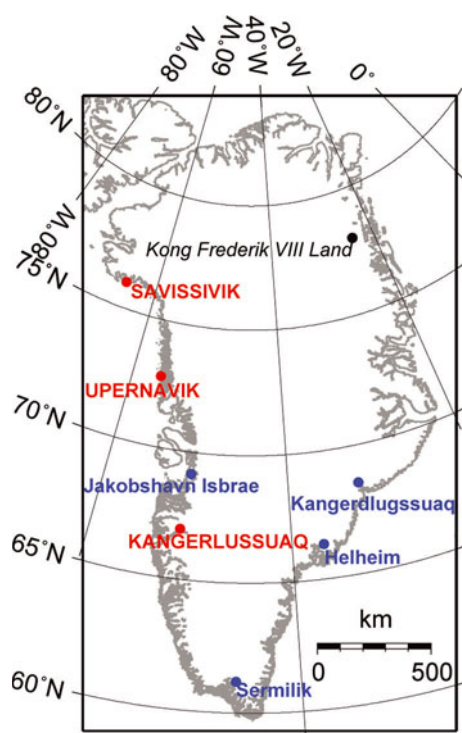 80°W
60°W
40°W
20°W
0°
80°N
80°W
Kong Frederik VIII Land
75°N
SAVISSIVIK
UPERNAVIK
70°N
Jakobshavn Isbrae
Kangerdlugssuaq
KANGERLUSSUAQ
Helheim
65°N
km
0 500
Sermilik
60°N